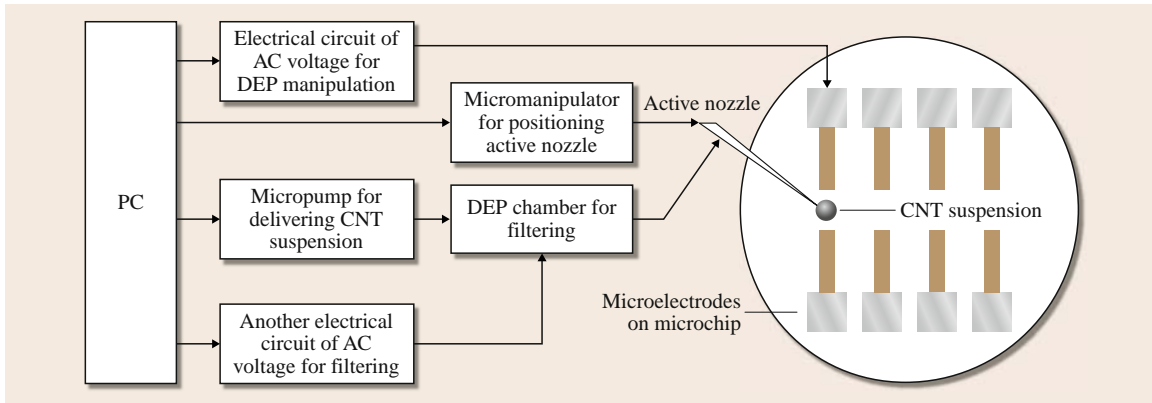 PC
Electrical circuit of
AC voltage for
DEP manipulation
Micromanipulator
for positioning
active nozzle
Active nozzle
Micropump for
delivering CNT
suspension
DEP chamber for
filtering
CNT suspension
Another electrical
circuit of AC
voltage for filtering
Microelectrodes
on microchip